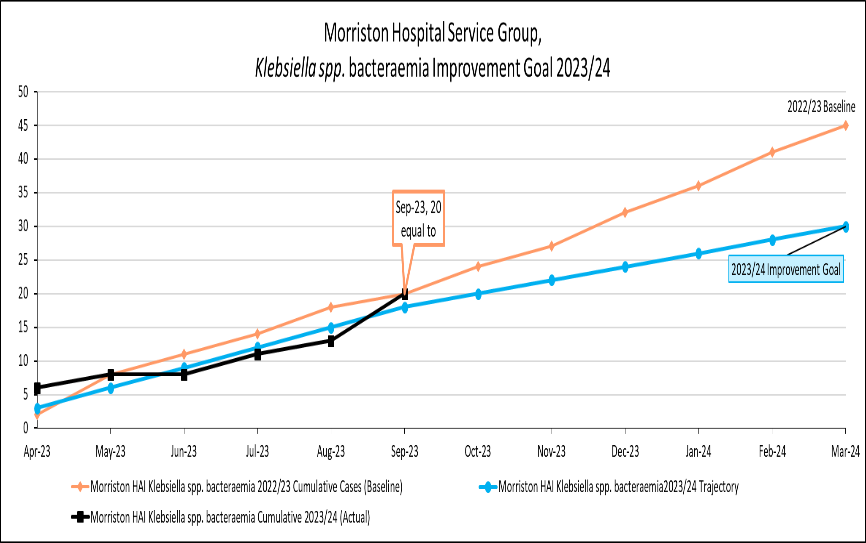 Morriston Hospital Service Group,
Klebsiella spp. bacteraemia Improvement Goal 2023/24
50
45
40
35
30
25
20
15
10
5
0
2022/23 Baseline
Sep-23, 20
equal to
2023/24 Improvement Goal
Apr-23 May-23 Jun-23 Jul-23 Aug-23 Sep-23 Oct-23 Nov-23 Dec-23 Jan-24 Feb-24 Mar-24
Morriston HAI Klebsiella spp. bacteraemia 2022/23 Cumulative Cases (Baseline)
Morriston HAI Klebsiella spp. bacteraemia2023/24 Trajectory
Morriston HAI Klebsiella spp. bacteraemia Cumulative 2023/24 (Actual)